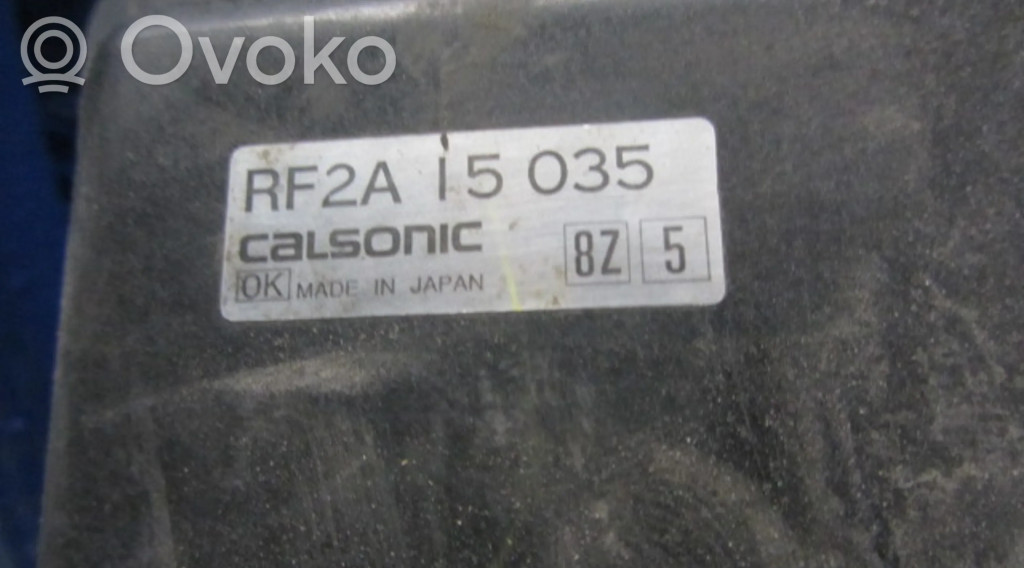 Ovoko
RF2A 15 035
CALSONIC
8Z 5
OK MADE IN JAPAN